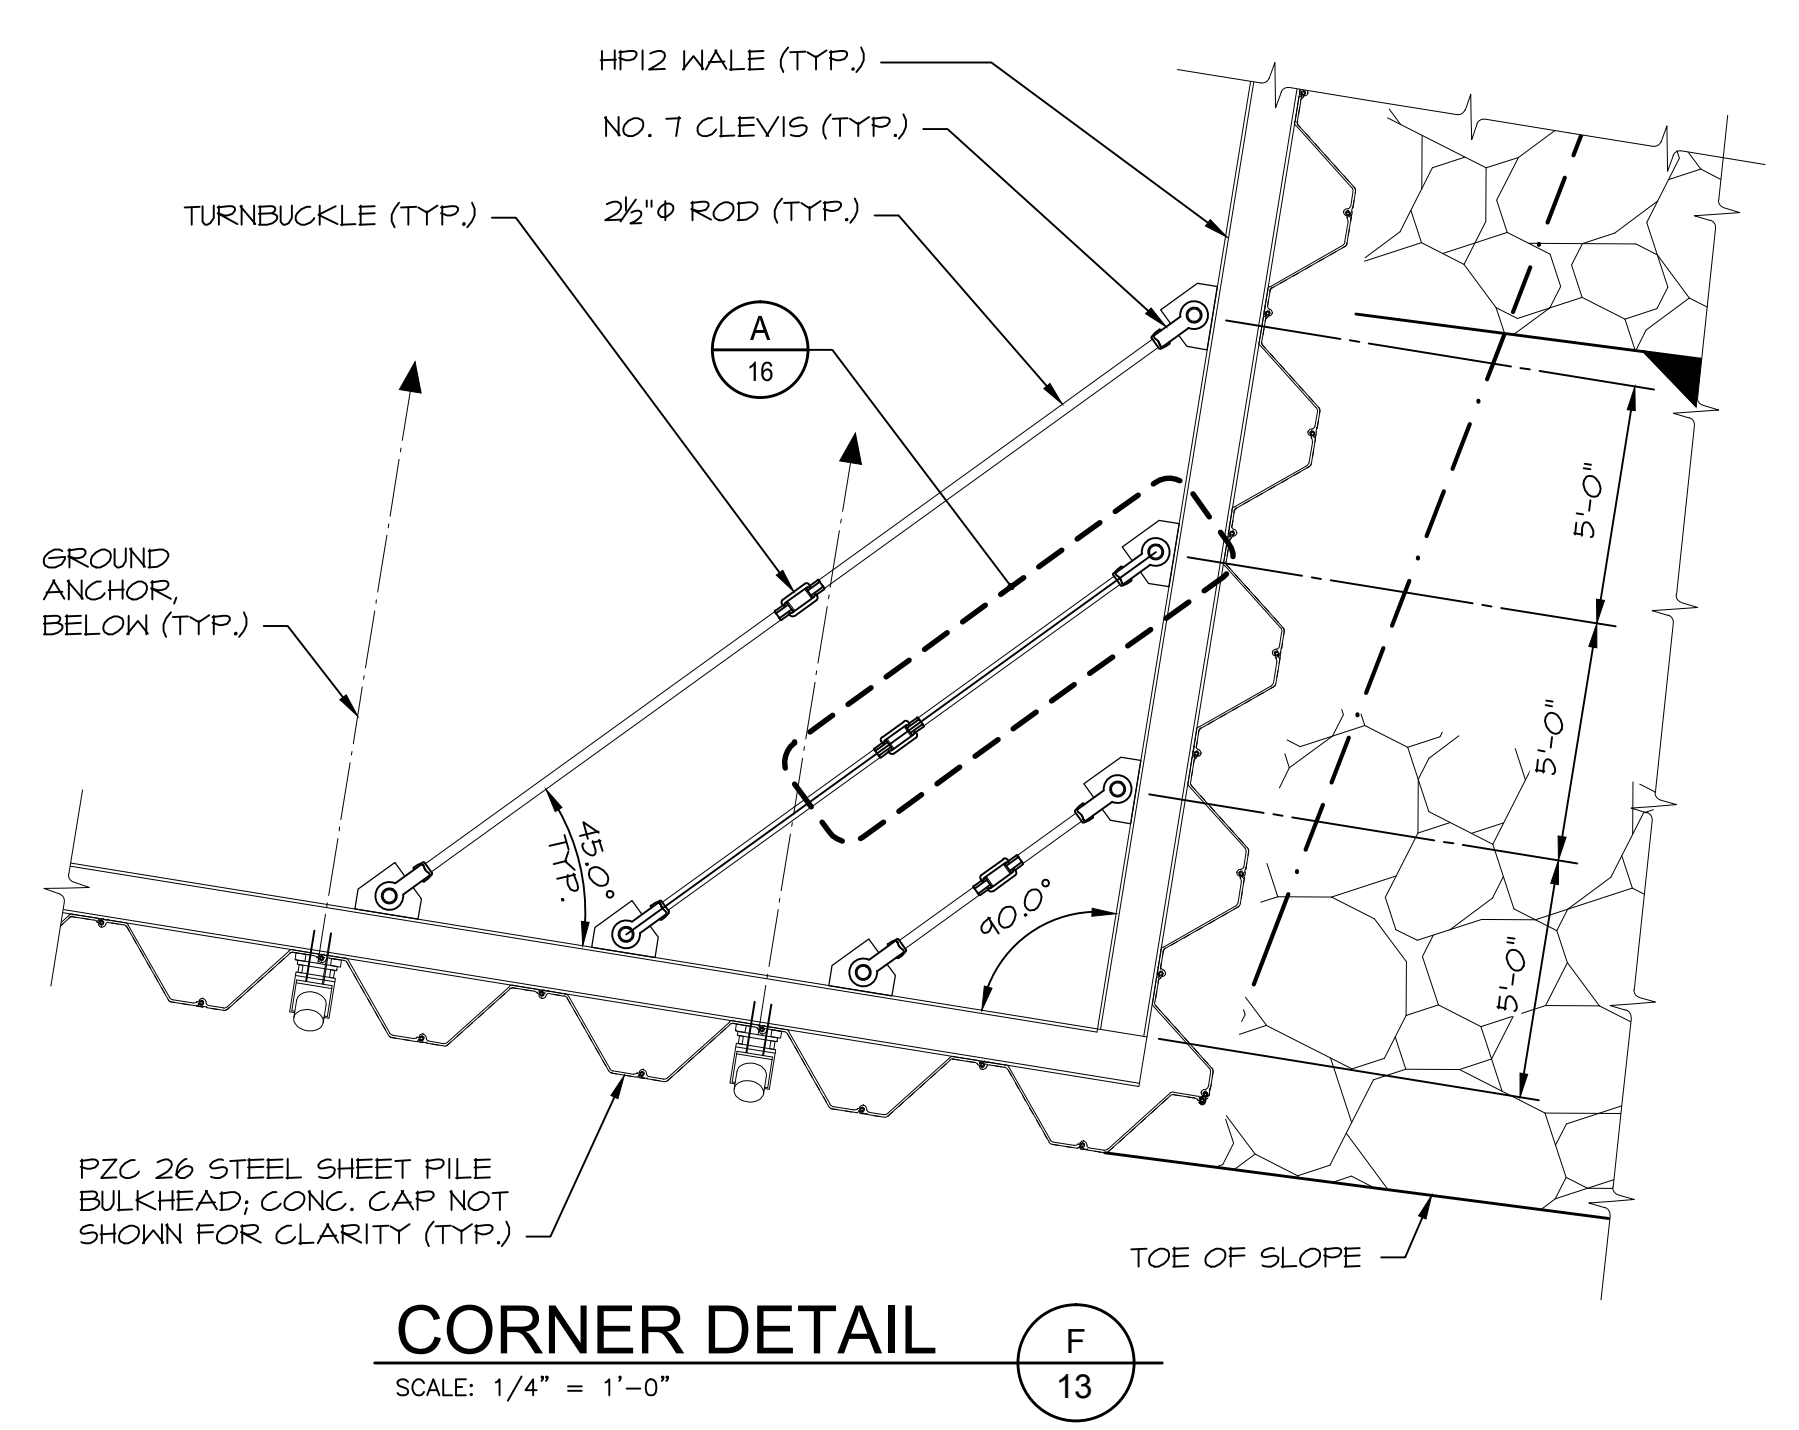 HP12 WALE (TYP.)
NO. 7 CLEVIS (TYP.)
TURNBUCKLE (TYP.)
2½"Φ ROD (TYP.)
A
16
5'-0"
GROUND
ANCHOR,
BELOW (TYP.)
5'-0"
45.0°
TYP.
90.0°
5'-0"
PZC 26 STEEL SHEET PILE
BULKHEAD; CONC. CAP NOT
SHOWN FOR CLARITY (TYP.)
TOE OF SLOPE
CORNER DETAIL
SCALE: 1/4" = 1'-0"
F
13